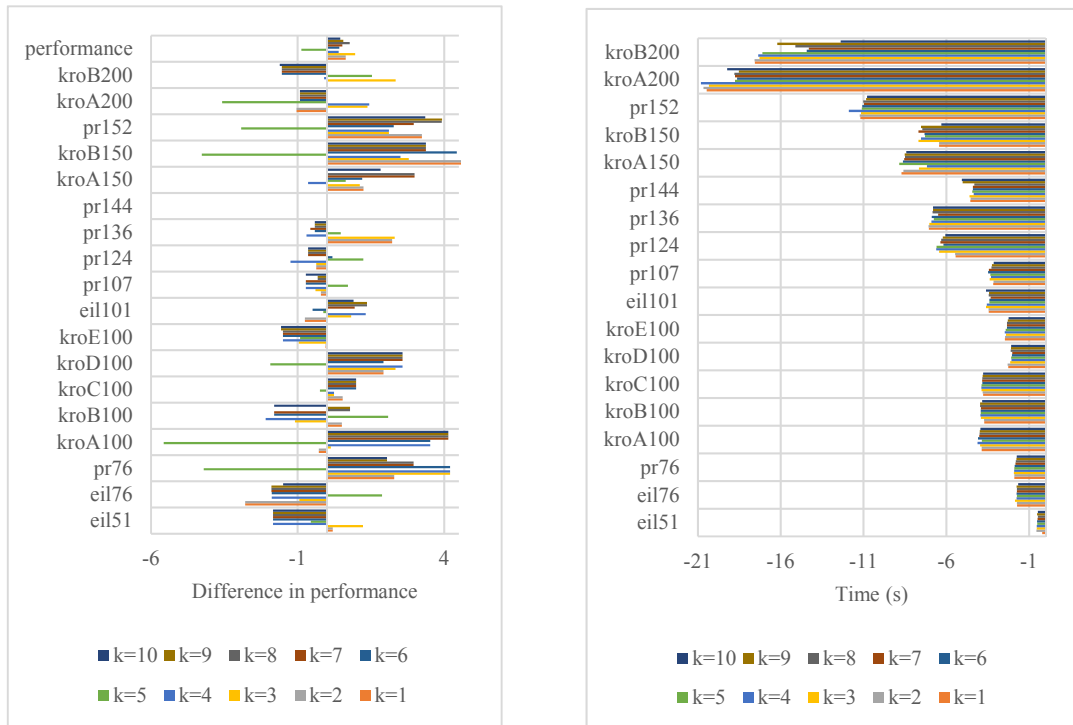 performance
kroB200
kroA200
pr152
kroB150
kroA150
pr144
pr136
pr124
pr107
eil101
kroE100
kroD100
kroC100
kroB100
kroA100
pr76
eil76
eil51
-6 -1 4
Difference in performance
k=10 k=9 k=8 k=7 k=6
k=5 k=4 k=3 k=2 k=1
kroB200
kroA200
pr152
kroB150
kroA150
pr144
pr136
pr124
pr107
eil101
kroE100
kroD100
kroC100
kroB100
kroA100
pr76
eil76
eil51
-21 -16 -11 -6 -1
Time (s)
k=10 k=9 k=8 k=7 k=6
k=5 k=4 k=3 k=2 k=1